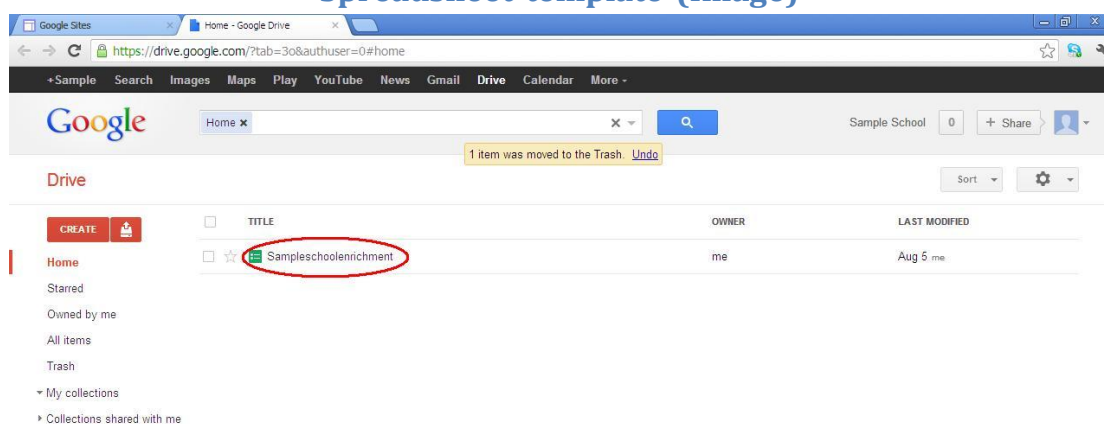 Spreadsheet template (Image)
Google Sites × Home - Google Drive ×
https://drive.google.com/?tab=3o&authuser=0#home
+Sample Search Images Maps Play YouTube News Gmail Drive Calendar More
Google Home × Sample School 0 + Share
1 item was moved to the Trash. Undo
Drive Sort
CREATE TITLE OWNER LAST MODIFIED
Home Sampleschoolenrichment me Aug 5 me
Starred
Owned by me
All items
Trash
My collections
Collections shared with me